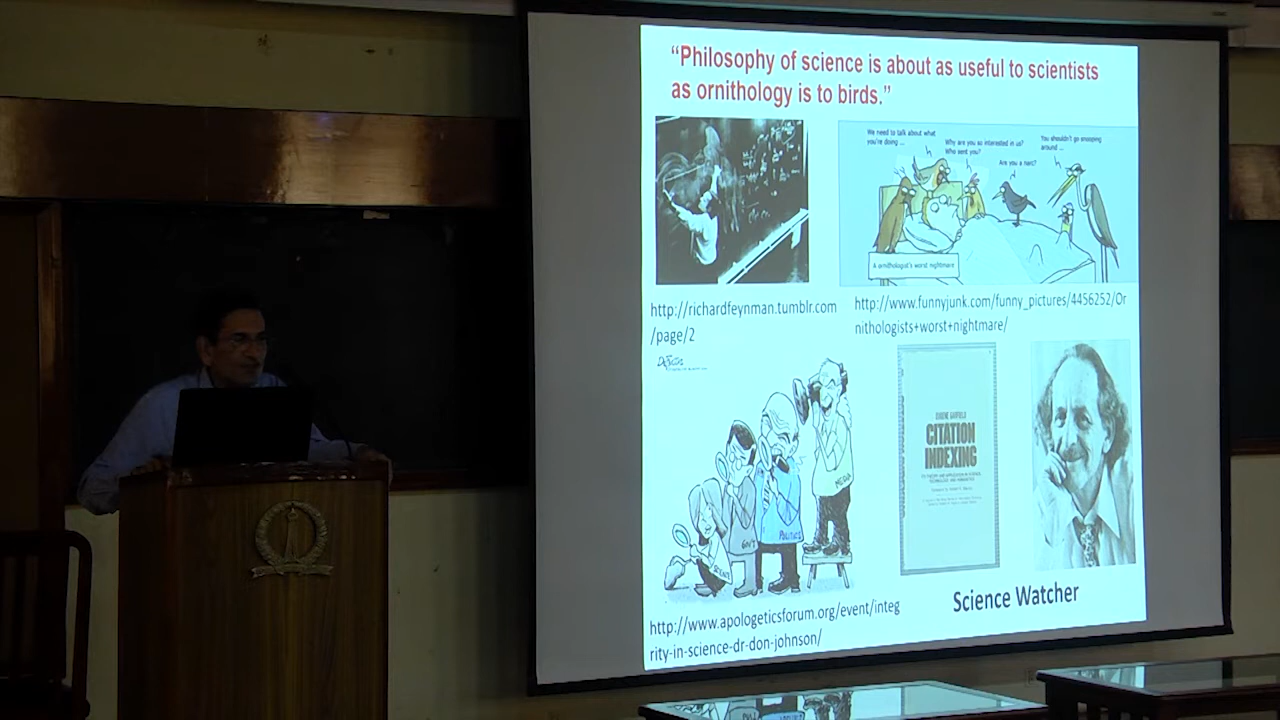 “Philosophy of science is about as useful to scientists
as ornithology is to birds.”
We need to talk about what
you're doing ...
Why are you so interested in us?
Who sent you?
Are you a narc?
You shouldn't go snooping
around ...
A ornithologist's worst nightmare
http://richardfeynman.tumblr.com
/page/2
http://www.funnyjunk.com/funny_pictures/4456252/Or
nithologists+worst+nightmare/
SCIENCE
GOV'T
POLITICS
MEDIA
EUGENE GARFIELD
CITATION
INDEXING
Science Watcher
http://www.apologeticsforum.org/event/integ
rity-in-science-dr-don-johnson/